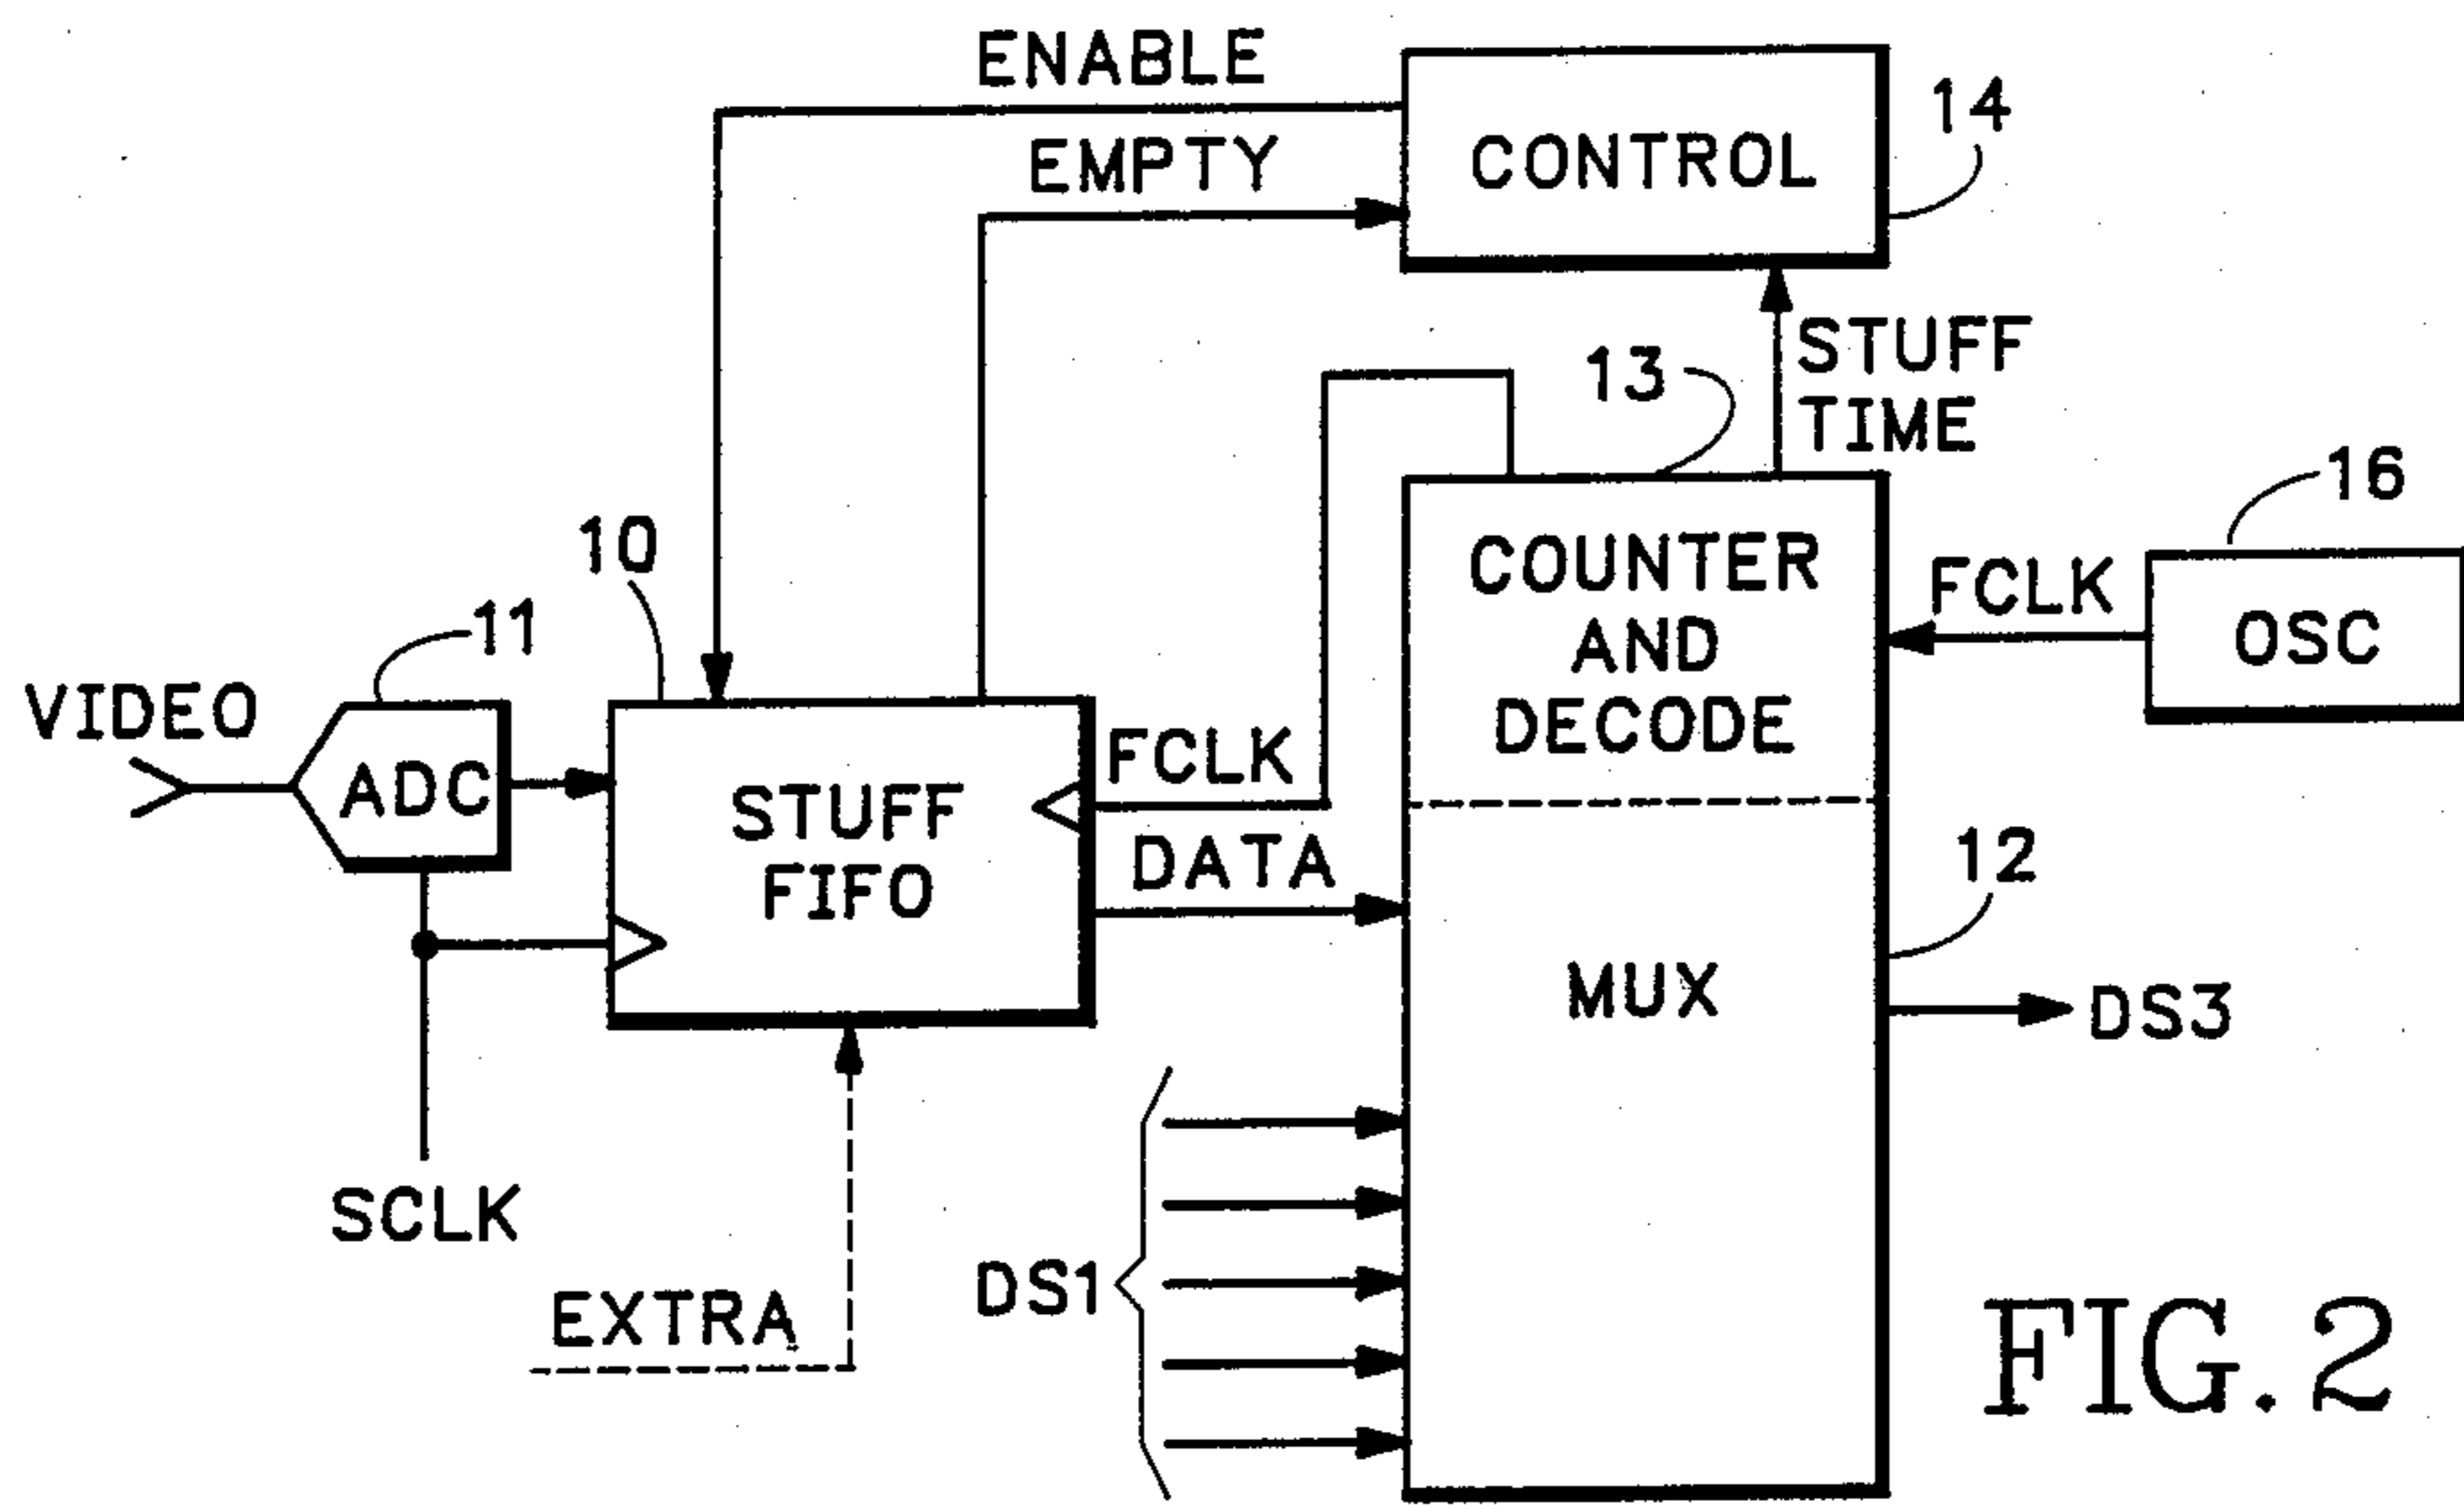 ENABLE
EMPTY
CONTROL
14
STUFF
TIME
13
16
10
COUNTER
AND
DECODE
FCLK
OSC
11
VIDEO
ADC
STUFF
FIFO
FCLK
DATA
12
MUX
DS3
SCLK
EXTRA
DS1
FIG. 2